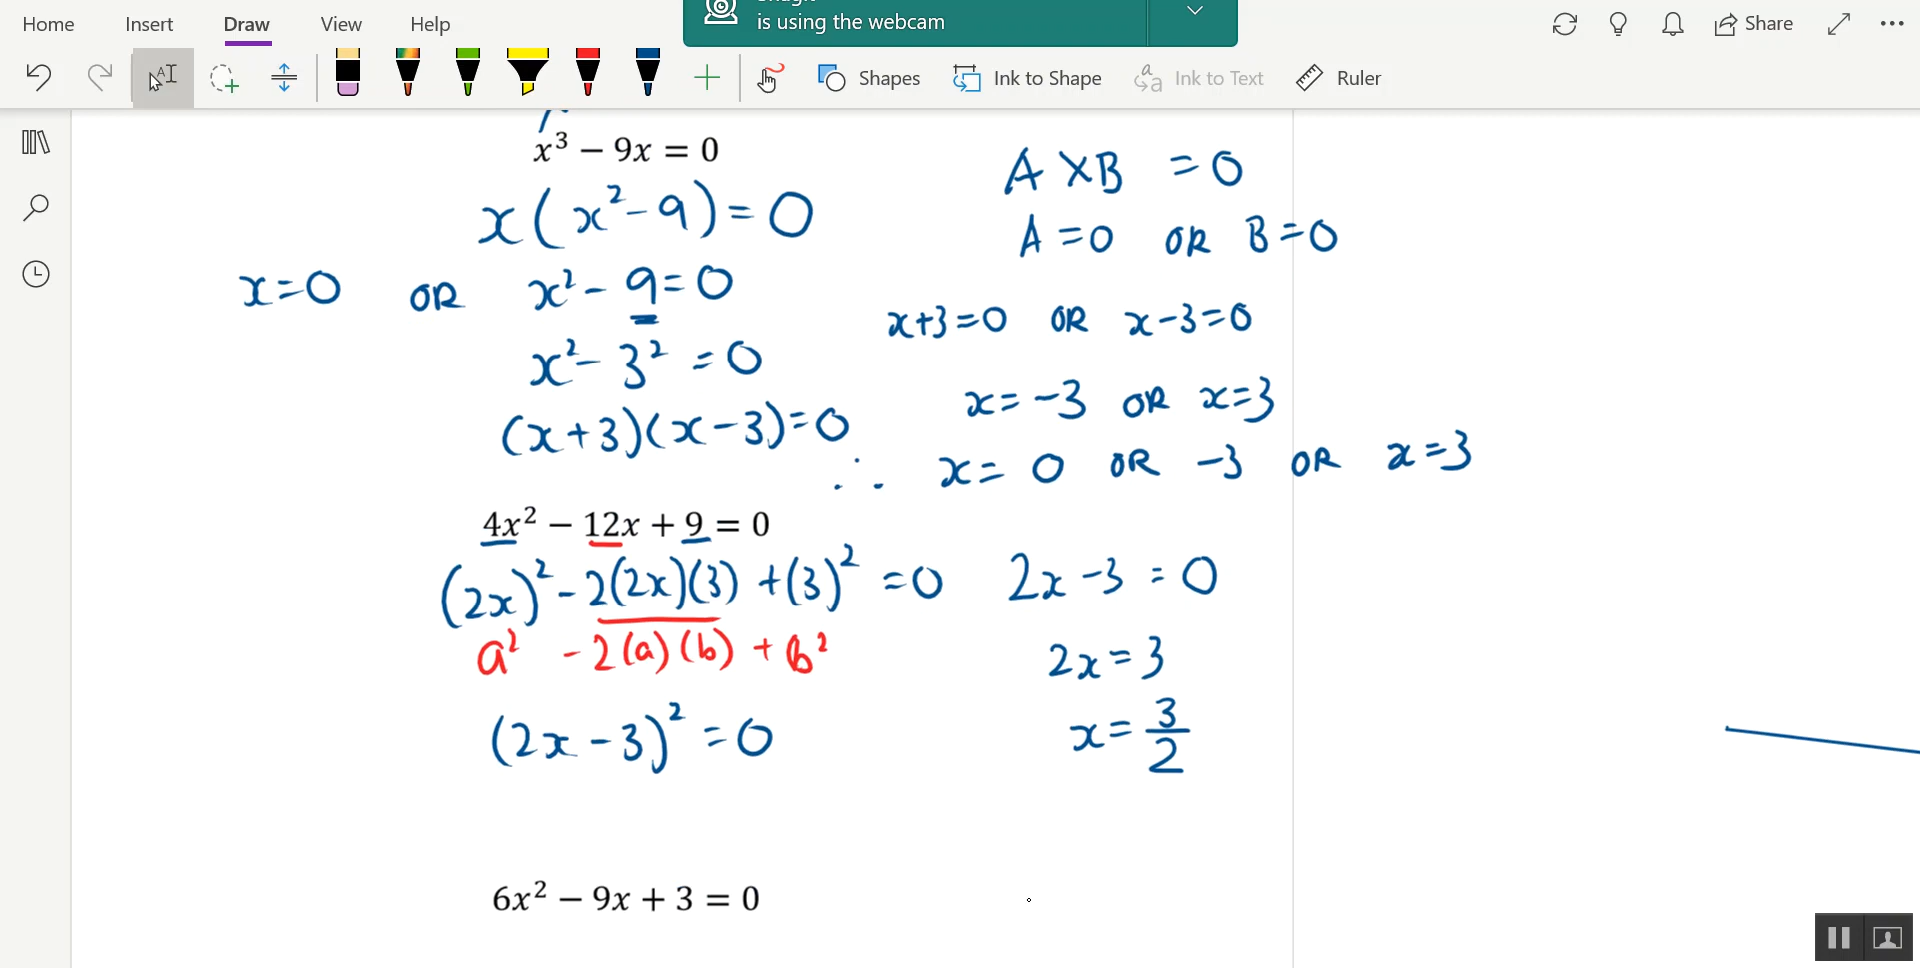 is using the webcam
Home Insert Draw View Help
Share
Shapes Ink to Shape Ink to Text Ruler
x³ − 9x = 0
x(x² - 9) = 0
x = 0 OR x² - 9 = 0
x² - 3² = 0
(x+3)(x-3) = 0
A × B = 0
A = 0 OR B = 0
x+3 = 0 OR x-3 = 0
x = -3 OR x = 3
∴ x = 0 OR -3 OR x = 3
4x² − 12x + 9 = 0
(2x)² - 2(2x)(3) + (3)² = 0
a² - 2(a)(b) + b²
(2x - 3)² = 0
2x - 3 = 0
2x = 3
x = 3/2
6x² − 9x + 3 = 0